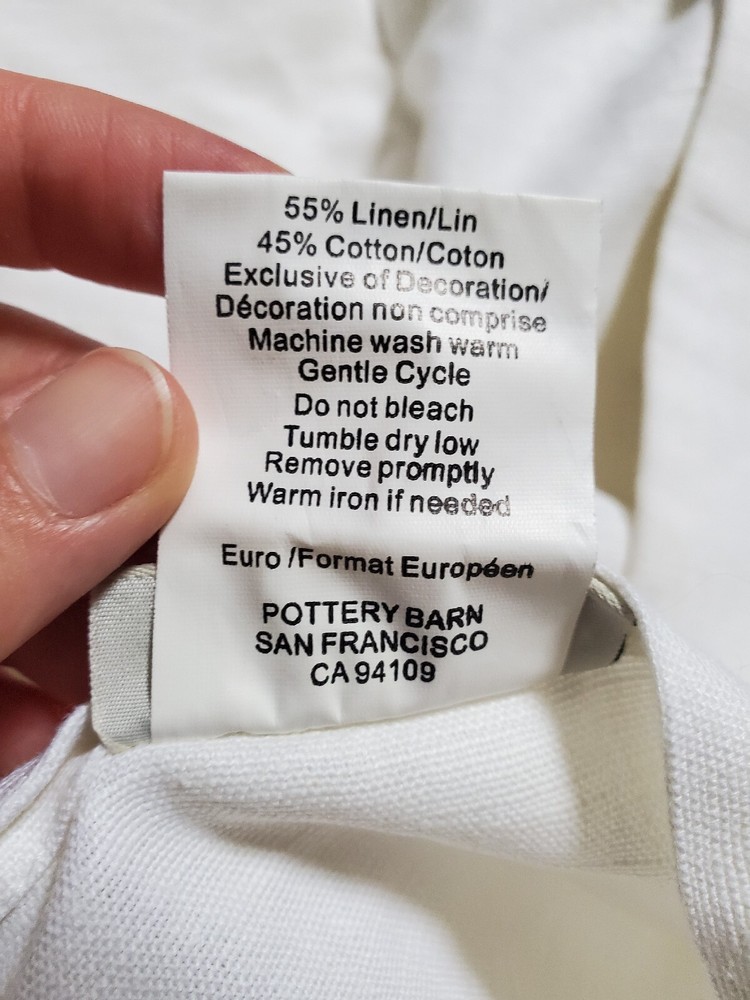 55% Linen/Lin
45% Cotton/Coton
Exclusive of Decoration/
Décoration non comprise
Machine wash warm
Gentle Cycle
Do not bleach
Tumble dry low
Remove promptly
Warm iron if needed
Euro /Format Européen
POTTERY BARN
SAN FRANCISCO
CA 94109